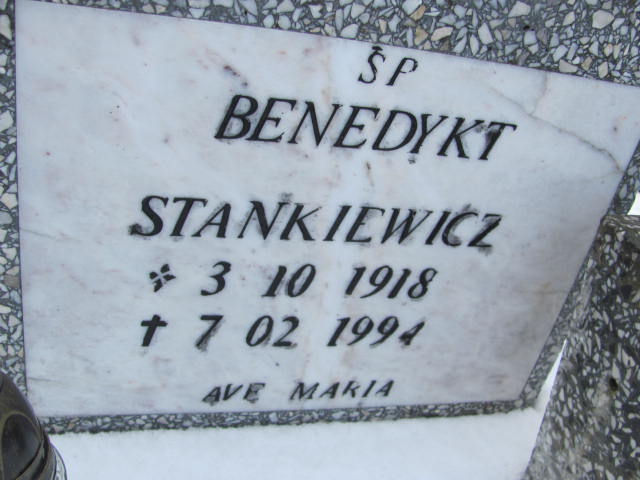 ŚP
BENEDYKT
STANKIEWICZ
* 3 10 1918
✝ 7 02 1994
AVE MARIA